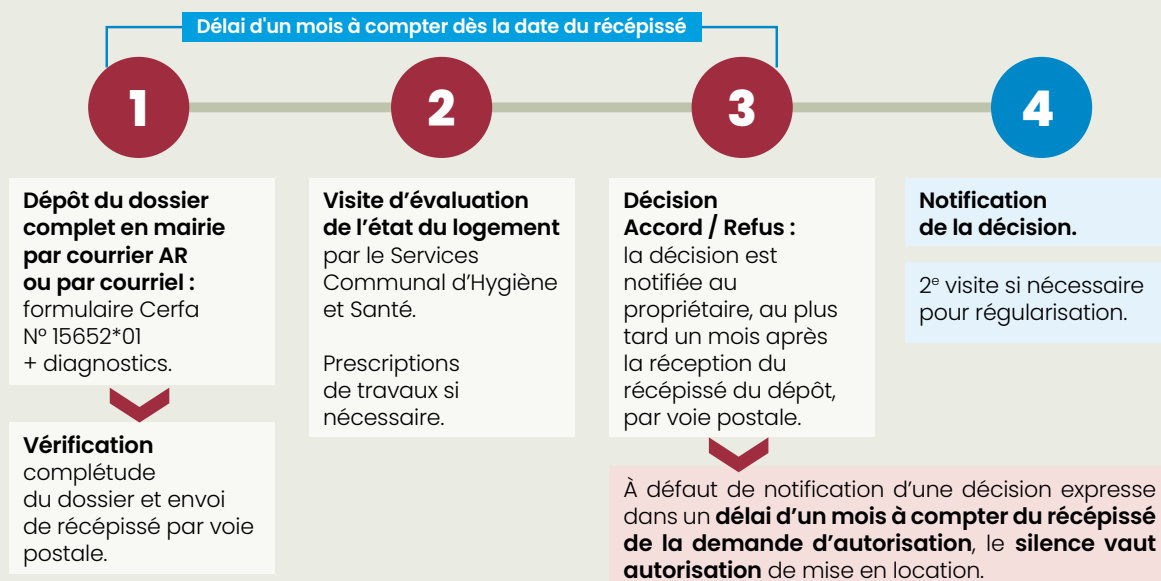 Délai d'un mois à compter dès la date du récépissé
1
2
3
4
Dépôt du dossier
complet en mairie
par courrier AR
ou par courriel :
formulaire Cerfa
N° 15652*01
+ diagnostics.
Vérification
complétude
du dossier et envoi
de récépissé par voie
postale.
Visite d’évaluation
de l’état du logement
par le Services
Communal d’Hygiène
et Santé.
Prescriptions
de travaux si
nécessaire.
Décision
Accord / Refus :
la décision est
notifiée au
propriétaire, au plus
tard un mois après
la réception du
récépissé du dépôt,
par voie postale.
À défaut de notification d’une décision expresse
dans un délai d’un mois à compter du récépissé
de la demande d’autorisation, le silence vaut
autorisation de mise en location.
Notification
de la décision.
2e visite si nécessaire
pour régularisation.